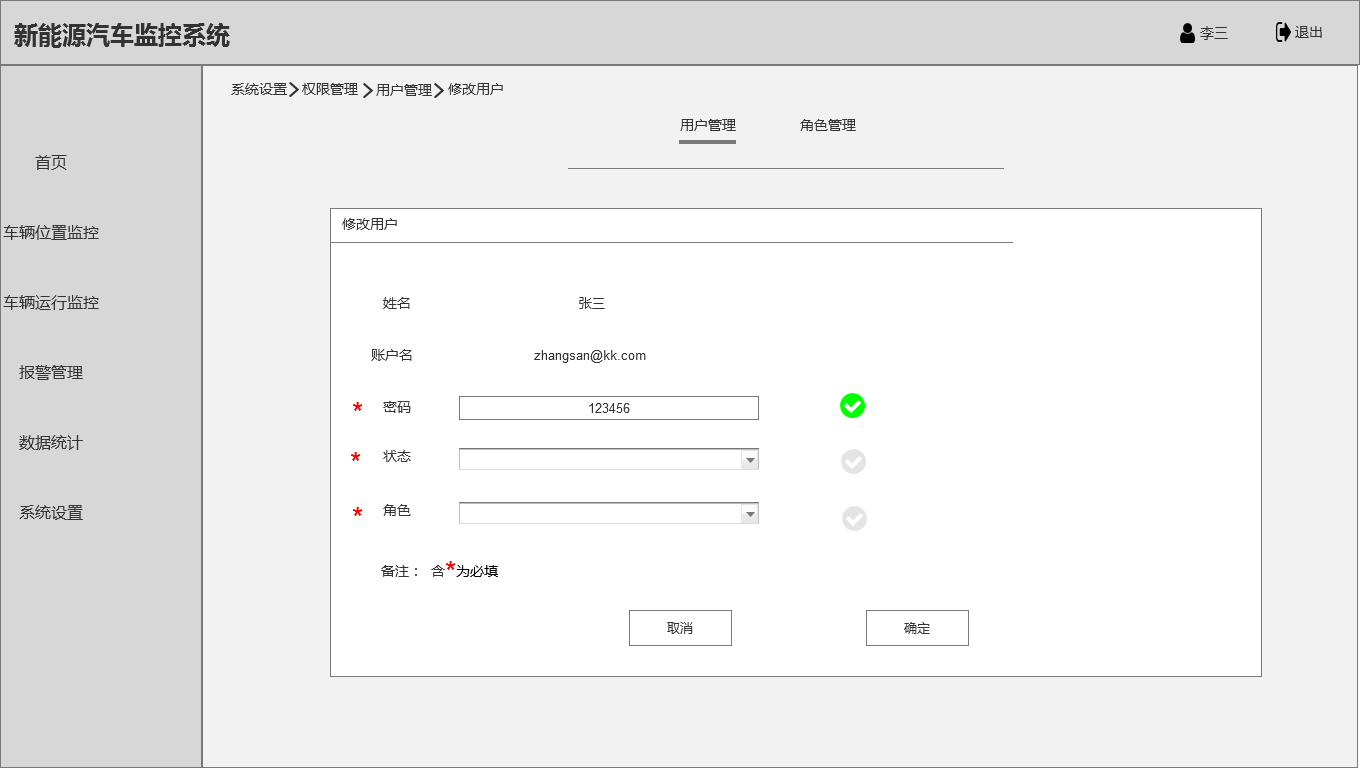 新能源汽车监控系统
李三
退出
系统设置 权限管理 用户管理 修改用户
用户管理 角色管理
首页
车辆位置监控
车辆运行监控
报警管理
数据统计
系统设置
修改用户
姓名 张三
账户名 zhangsan@kk.com
* 密码 123456
* 状态
* 角色
备注： 含*为必填
取消 确定